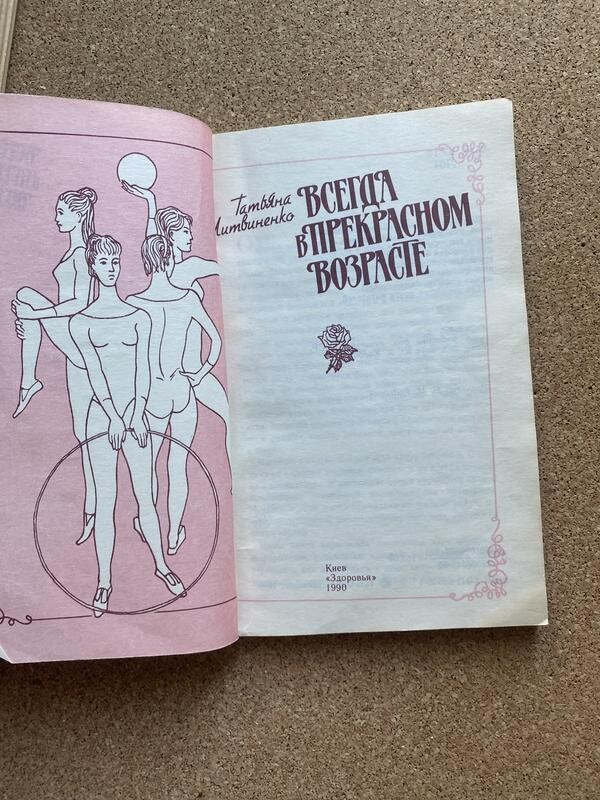 Татьяна
Литвиненко
ВСЕГДА
В ПРЕКРАСНОМ
ВОЗРАСТЕ
Киев
«Здоровья»
1990